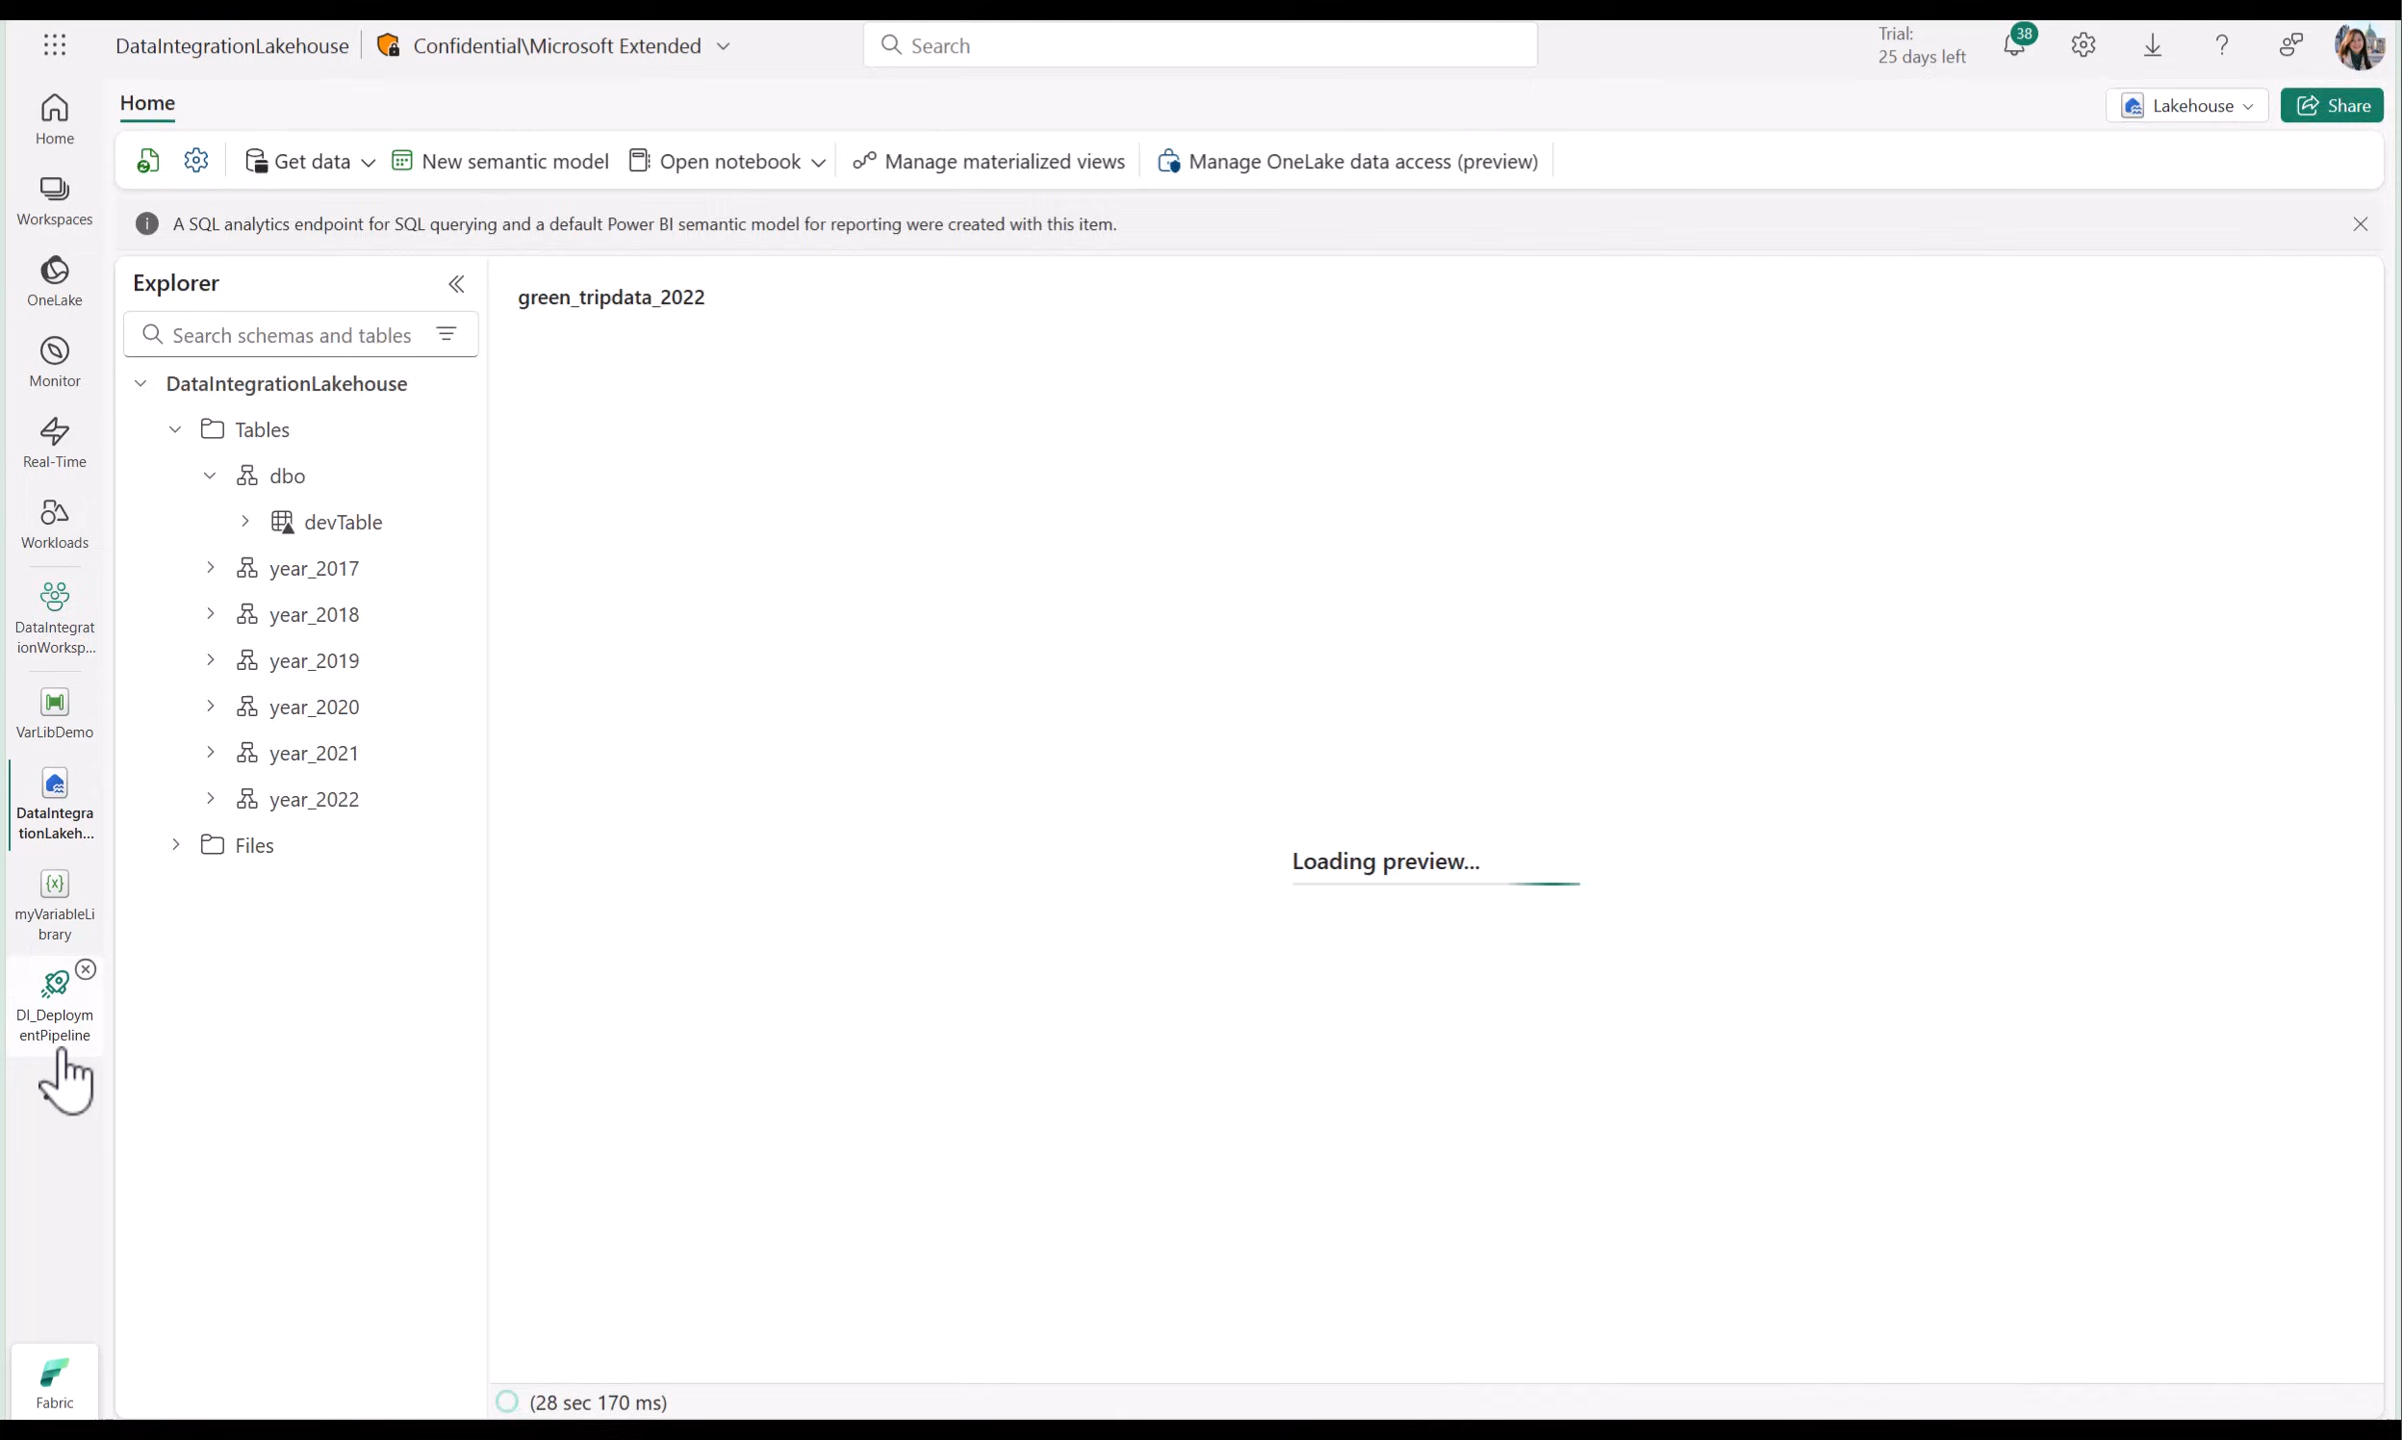 DataIntegrationLakehouse
Confidential\Microsoft Extended
Search
Trial:
25 days left
38
Home
Lakehouse
Share
Get data
New semantic model
Open notebook
Manage materialized views
Manage OneLake data access (preview)
A SQL analytics endpoint for SQL querying and a default Power BI semantic model for reporting were created with this item.
Home
Workspaces
OneLake
Monitor
Real-Time
Workloads
DataIntegrat
ionWorksp...
VarLibDemo
DataIntegra
tionLakeh...
myVariableLi
brary
DI_Deploym
entPipeline
Fabric
Explorer
Search schemas and tables
DataIntegrationLakehouse
Tables
dbo
devTable
year_2017
year_2018
year_2019
year_2020
year_2021
year_2022
Files
green_tripdata_2022
Loading preview...
(28 sec 170 ms)